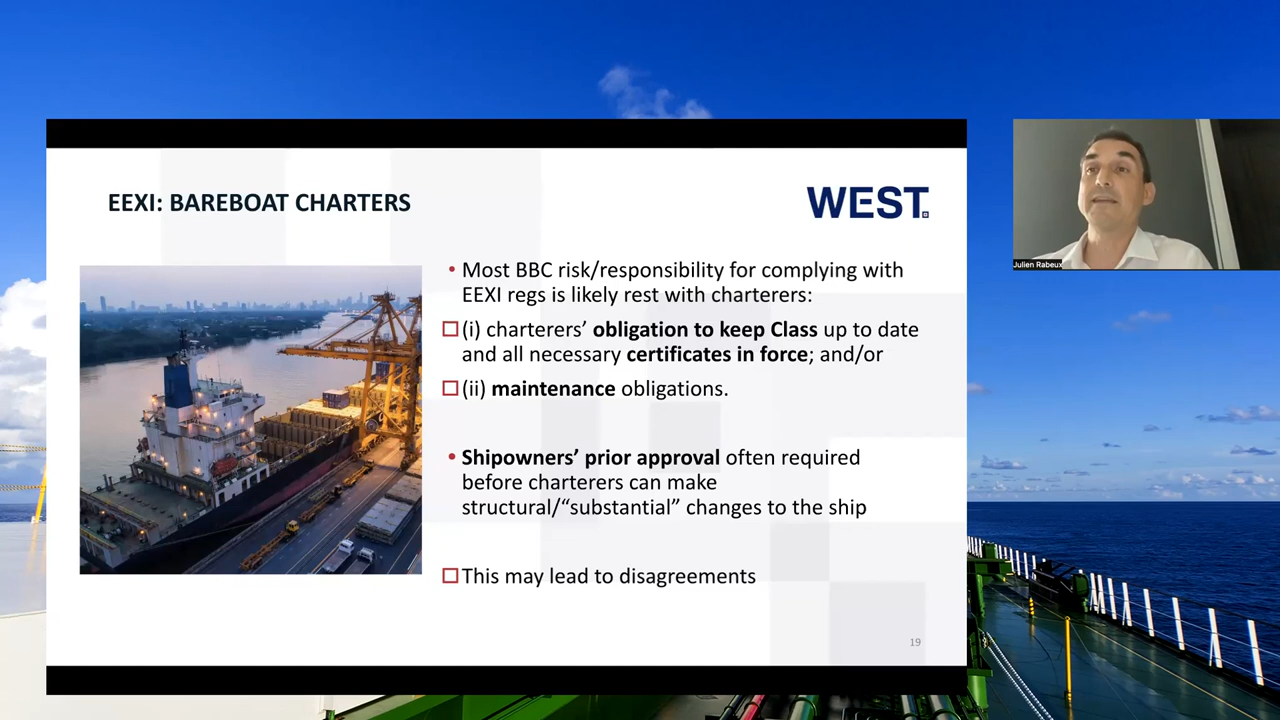 EEXI: BAREBOAT CHARTERS
WEST
• Most BBC risk/responsibility for complying with
EEXI regs is likely rest with charterers:
(i) charterers’ obligation to keep Class up to date
and all necessary certificates in force; and/or
(ii) maintenance obligations.
• Shipowners’ prior approval often required
before charterers can make
structural/“substantial” changes to the ship
This may lead to disagreements
19
Julien Rabeux